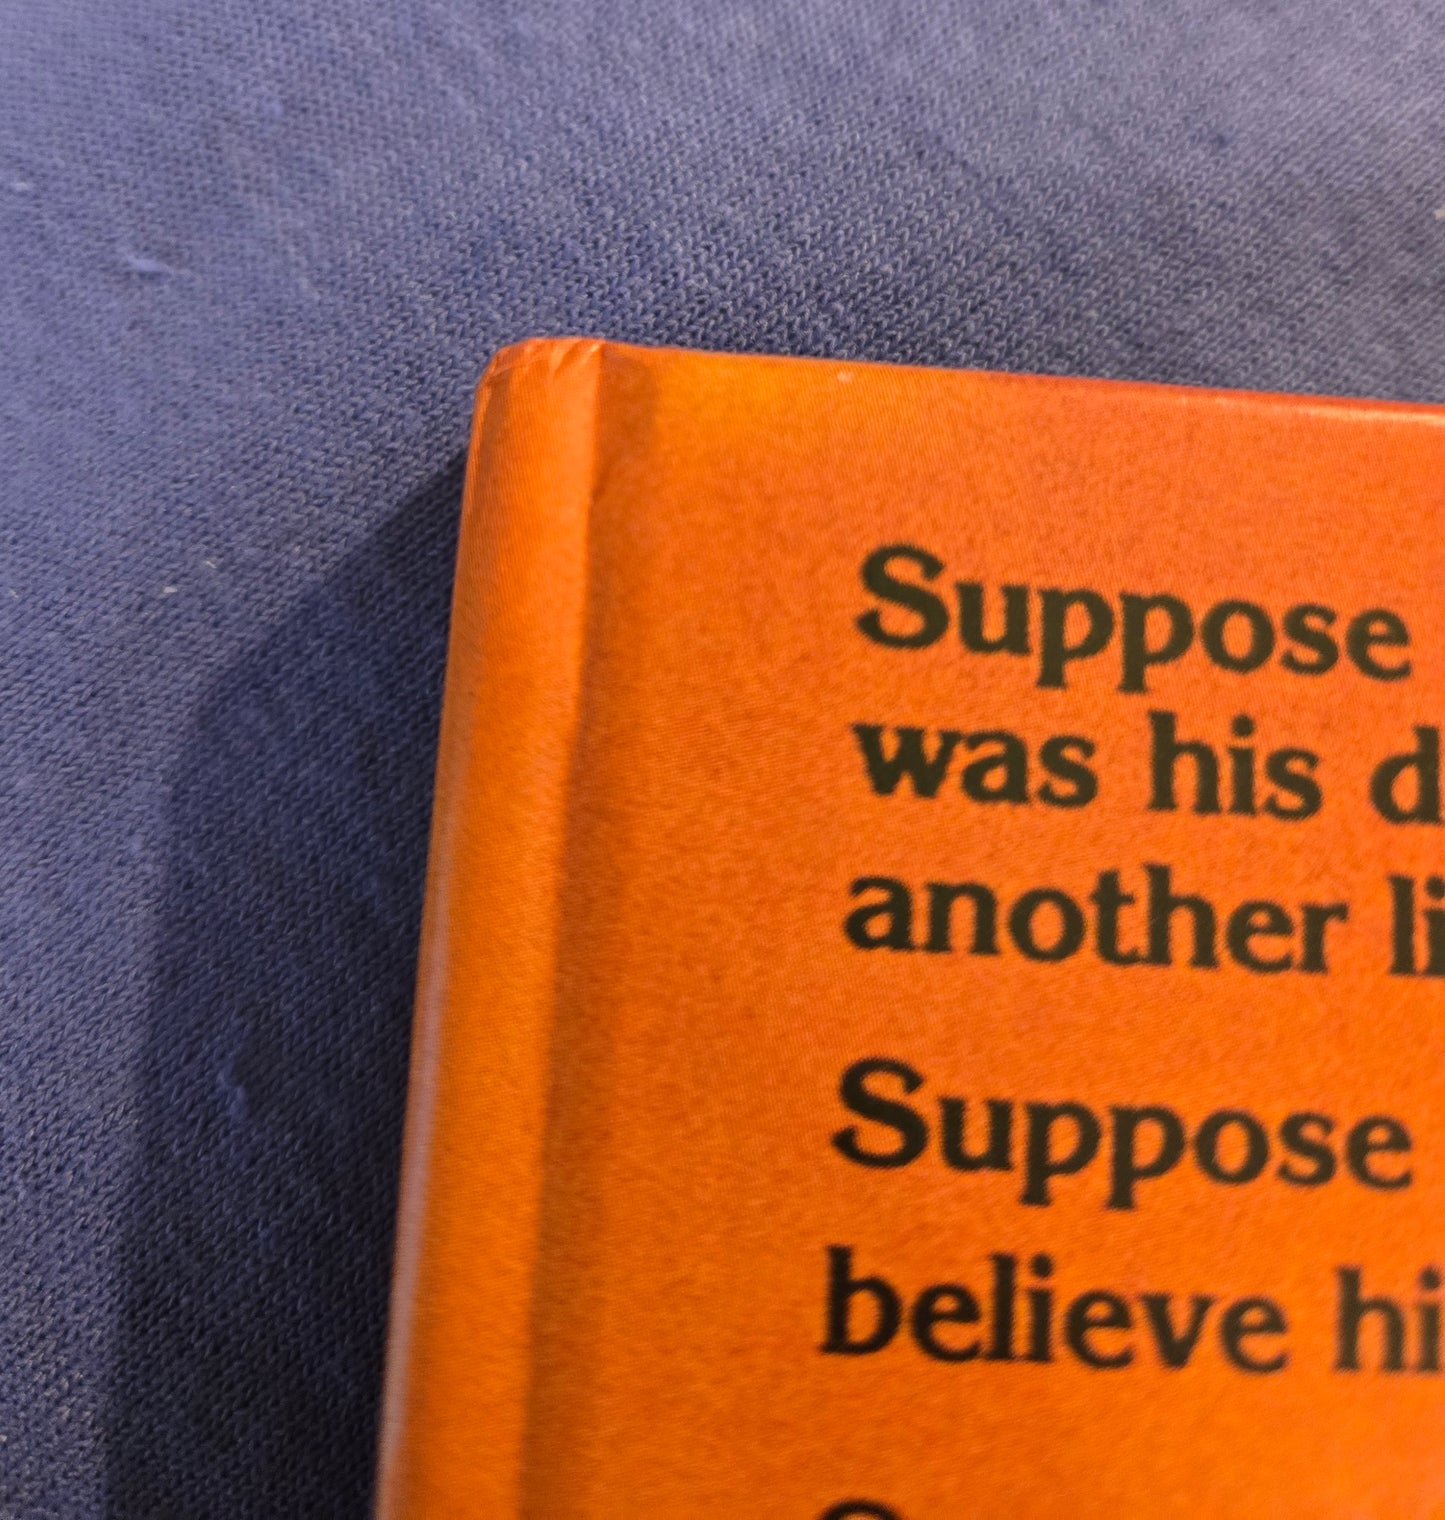 Suppose
was his
another
Suppose
believe